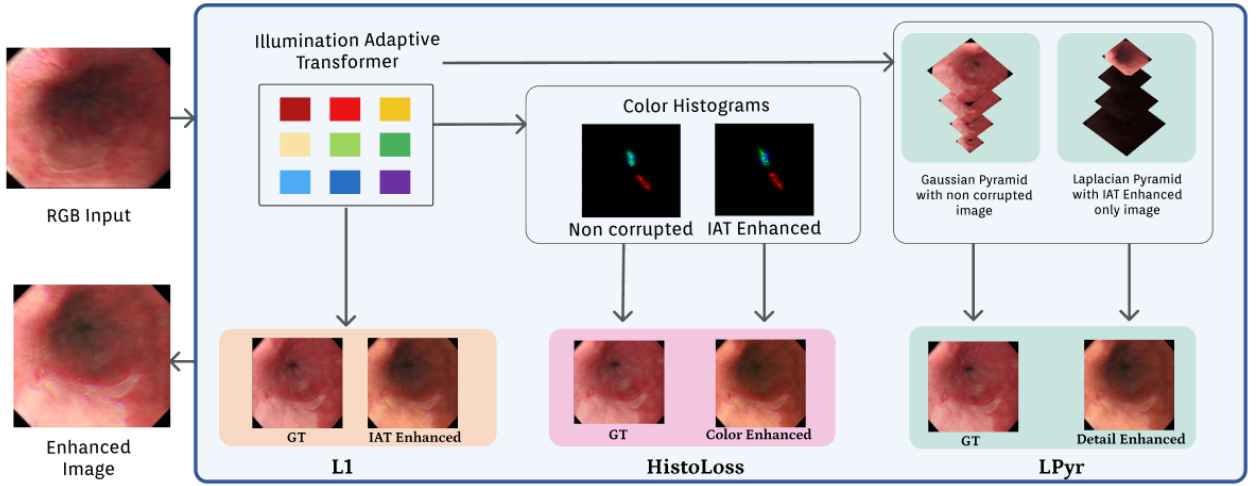 RGB Input
Enhanced
Image
Illumination Adaptive
Transformer
Color Histograms
Non corrupted
IAT Enhanced
Gaussian Pyramid
with non corrupted
image
Laplacian Pyramid
with IAT Enhanced
only image
GT
IAT Enhanced
L1
GT
Color Enhanced
HistoLoss
GT
Detail Enhanced
LPyr